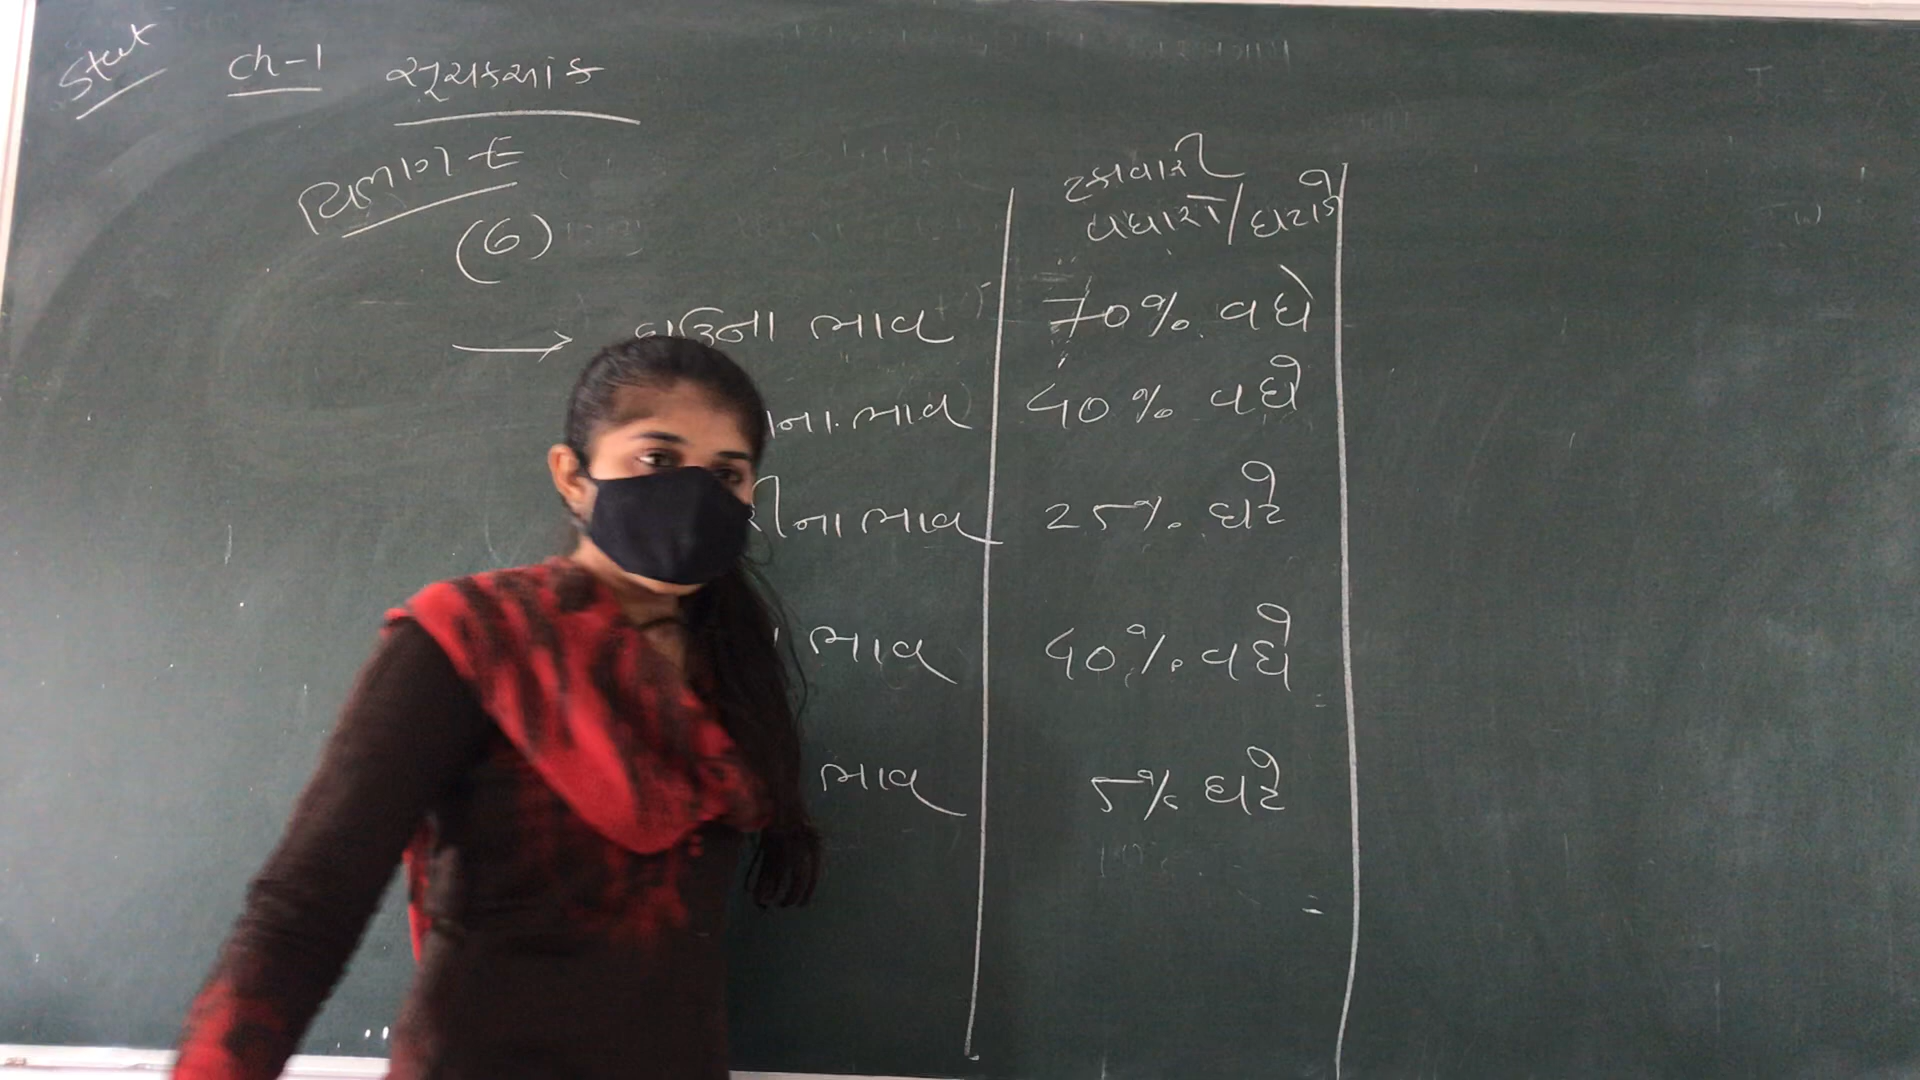 Stat Ch-1 સૂચકઆંક
વિભાગ-E
(6)
ટકાવારી
વધારો/ઘટાડો
ઘઉંના ભાવ 70% વધે
ના ભાવ 40% વધે
ના ભાવ 25% ઘટે
ભાવ 40% વધે
ભાવ 5% ઘટે